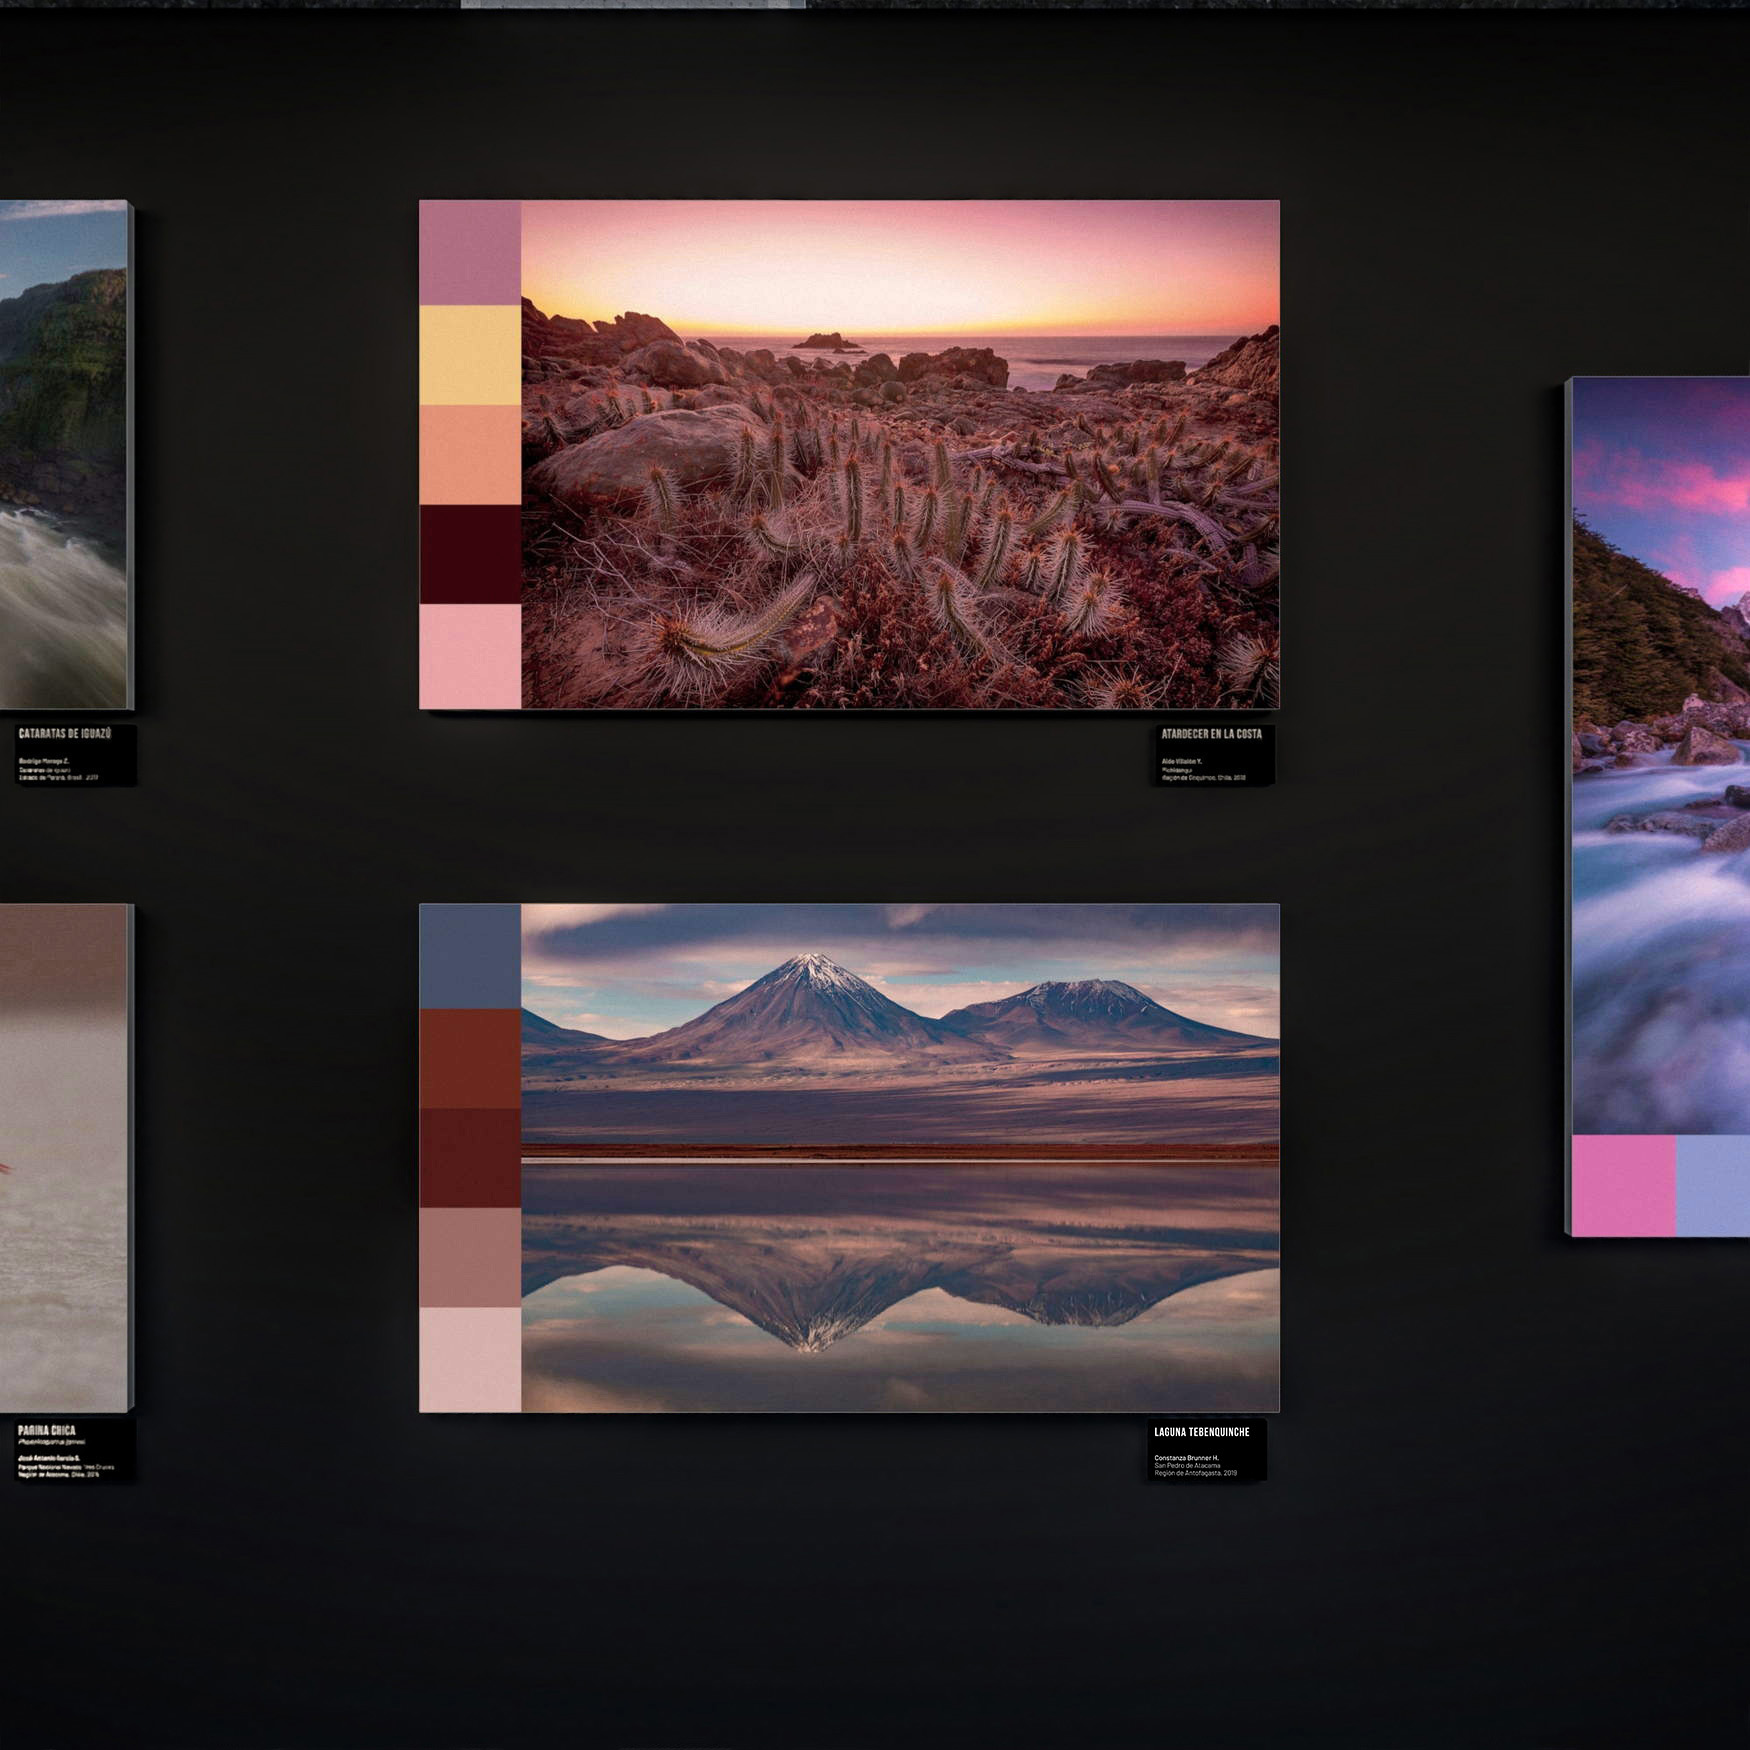 CATARATAS DE IGUAZÚ
Rodrigo Moraga Z.
Cataratas de Iguazú
Estado de Paraná, Brasil 2019
ATARDECER EN LA COSTA
Aldo Villalón Y.
Pichidangui
Región de Coquimbo, Chile, 2018
PARINA CHICA
José Antonio García G.
Parque Nacional Nevado Tres Cruces
Región de Atacama, Chile, 2018
LAGUNA TEBENQUINCHE
Constanza Brunner H.
San Pedro de Atacama
Región de Antofagasta, 2019